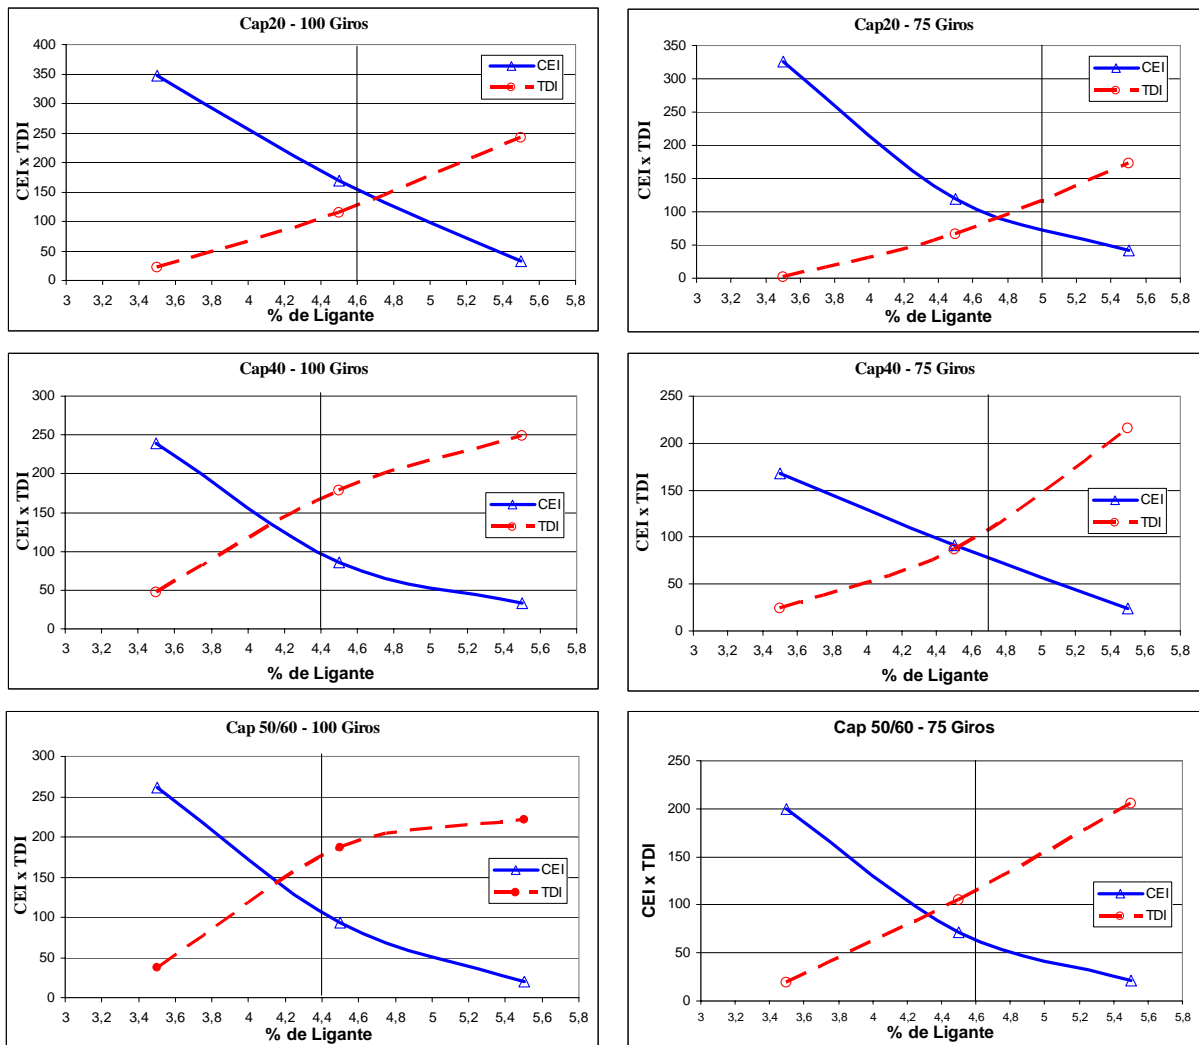 Cap20 - 100 Giros
CEI x TDI
400
350
300
250
200
150
100
50
0
3 3,2 3,4 3,6 3,8 4 4,2 4,4 4,6 4,8 5 5,2 5,4 5,6 5,8
% de Ligante
CEI
TDI
Cap20 - 75 Giros
CEI x TDI
350
300
250
200
150
100
50
0
3 3,2 3,4 3,6 3,8 4 4,2 4,4 4,6 4,8 5 5,2 5,4 5,6 5,8
% de Ligante
CEI
TDI
Cap40 - 100 Giros
CEI x TDI
300
250
200
150
100
50
0
3 3,2 3,4 3,6 3,8 4 4,2 4,4 4,6 4,8 5 5,2 5,4 5,6 5,8
% de Ligante
CEI
TDI
Cap40 - 75 Giros
CEI x TDI
250
200
150
100
50
0
3 3,2 3,4 3,6 3,8 4 4,2 4,4 4,6 4,8 5 5,2 5,4 5,6 5,8
% de Ligante
CEI
TDI
Cap 50/60 - 100 Giros
CEI x TDI
300
250
200
150
100
50
0
3 3,2 3,4 3,6 3,8 4 4,2 4,4 4,6 4,8 5 5,2 5,4 5,6 5,8
% de Ligante
CEI
TDI
Cap 50/60 - 75 Giros
CEI x TDI
250
200
150
100
50
0
3 3,2 3,4 3,6 3,8 4 4,2 4,4 4,6 4,8 5 5,2 5,4 5,6 5,8
% de Ligante
CEI
TDI